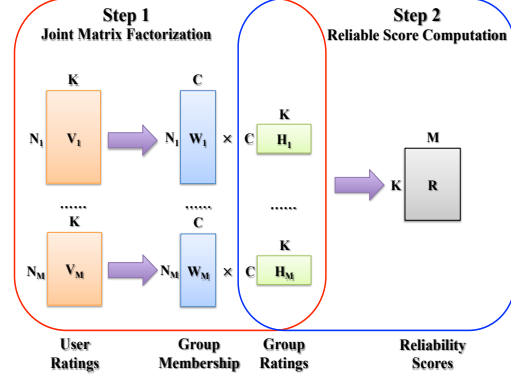 Step 1
Joint Matrix Factorization
Step 2
Reliable Score Computation
K
C
N1
V1
N1
W1
×
C
K
H1
M
K
R
......
......
......
K
C
K
NM
VM
NM
WM
×
C
HM
User
Ratings
Group
Membership
Group
Ratings
Reliability
Scores